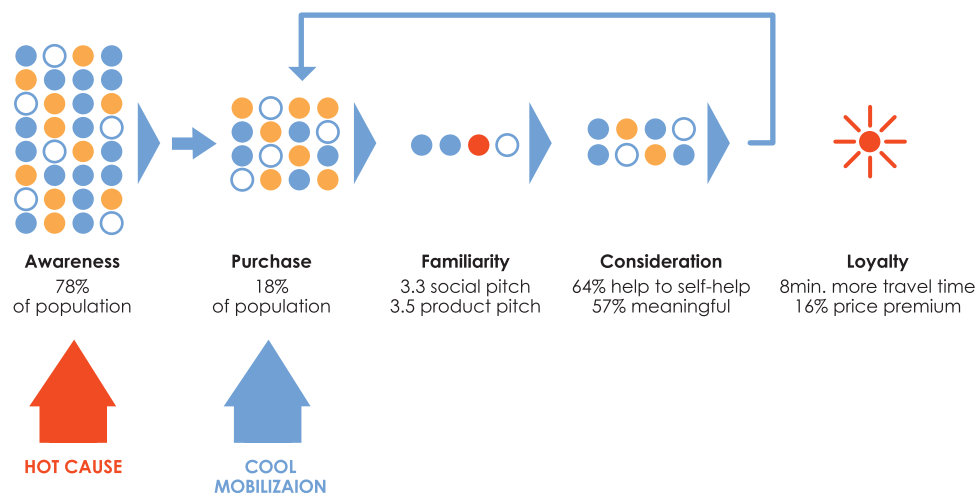 Awareness
78%
of population
Purchase
18%
of population
Familiarity
3.3 social pitch
3.5 product pitch
Consideration
64% help to self-help
57% meaningful
Loyalty
8min. more travel time
16% price premium
HOT CAUSE
COOL
MOBILIZAION